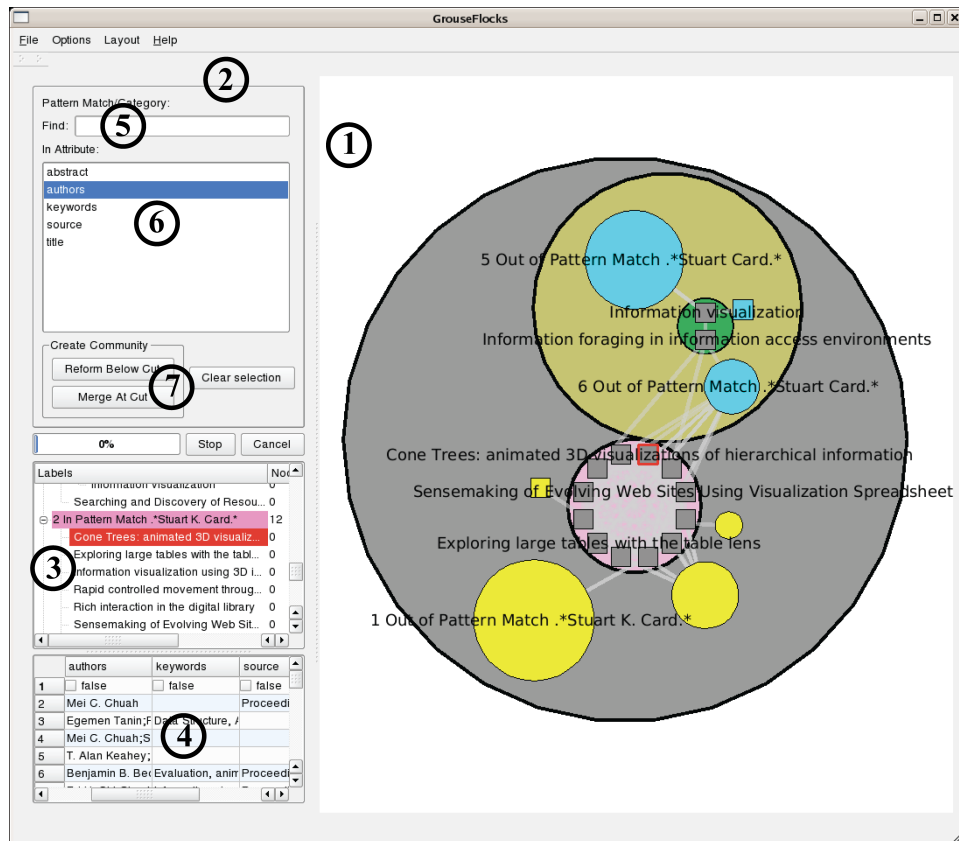 GrouseFlocks
File Options Layout Help
2
Pattern Match/Category:
Find:
5
In Attribute:
abstract
authors
keywords
source
title
6
Create Community
Reform Below Cut
Merge At Cut
7
Clear selection
0% Stop Cancel
Labels
Information visualization
Searching and Discovery of Resou... 0
2 In Pattern Match .*Stuart K. Card.* 12
Cone Trees: animated 3D visualiz... 0
Exploring large tables with the tabl... 0
Information visualization using 3D i... 0
Rapid controlled movement throug... 0
Rich interaction in the digital library 0
Sensemaking of Evolving Web Sit... 0
3
authors keywords source
1 false false false
2 Mei C. Chuah Proceedi
3 Egemen Tanin;F Data Structure, A
4 Mei C. Chuah;S
5 T. Alan Keahey;
6 Benjamin B. Bec Evaluation, anim Proceedi
4
1
5 Out of Pattern Match .*Stuart Card.*
Information visualization
Information foraging in information access environments
6 Out of Pattern Match .*Stuart Card.*
Cone Trees: animated 3D visualizations of hierarchical information
Sensemaking of Evolving Web Sites Using Visualization Spreadsheet
Exploring large tables with the table lens
1 Out of Pattern Match .*Stuart K. Card.*